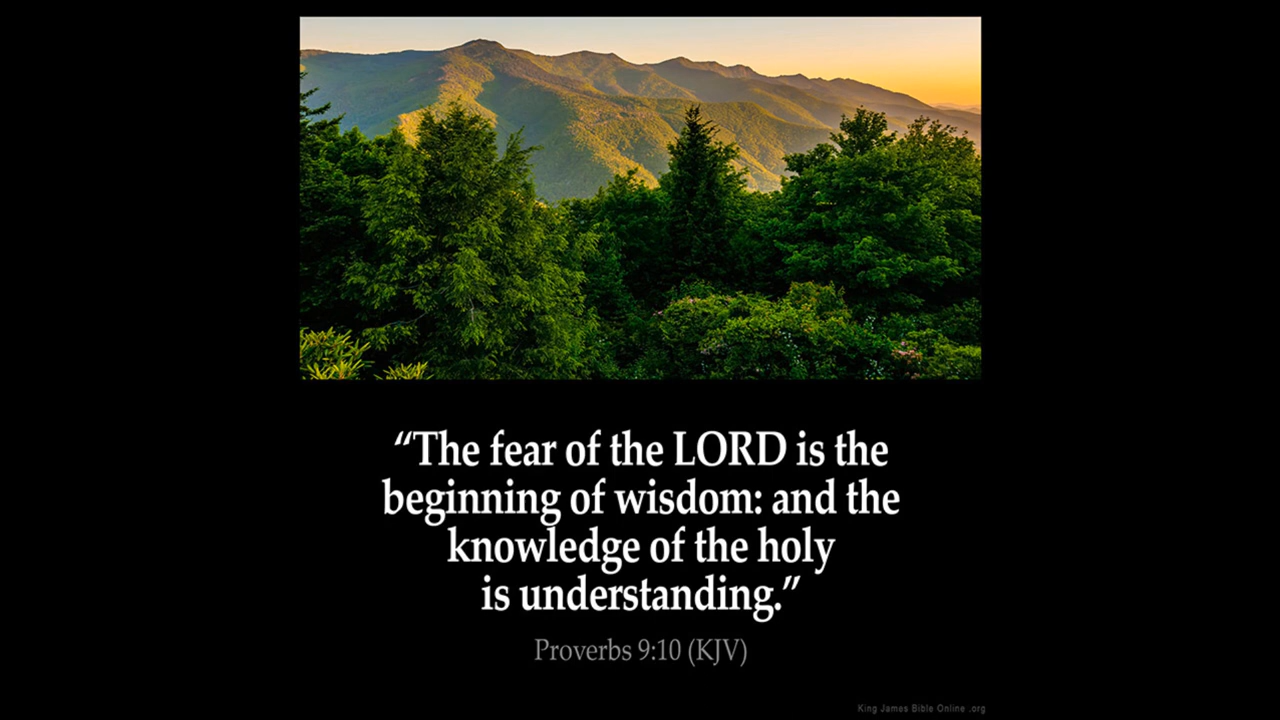 “The fear of the LORD is the
beginning of wisdom: and the
knowledge of the holy
is understanding.”
Proverbs 9:10 (KJV)
King James Bible Online .org